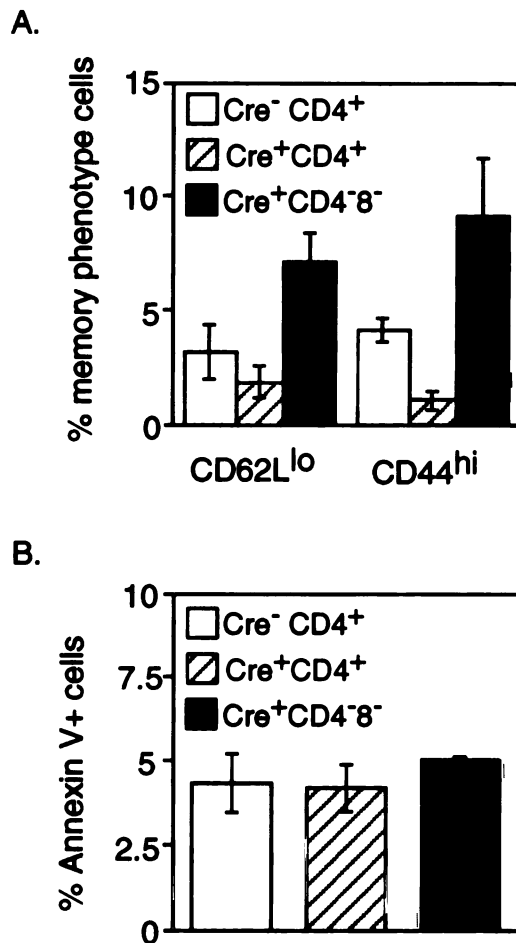 A.
% memory phenotype cells
15
10
5
0
Cre⁻ CD4⁺
Cre⁺CD4⁺
Cre⁺CD4⁻8⁻
CD62Lˡᵒ
CD44ʰⁱ
B.
% Annexin V+ cells
10
7.5
5
2.5
0
Cre⁻ CD4⁺
Cre⁺CD4⁺
Cre⁺CD4⁻8⁻